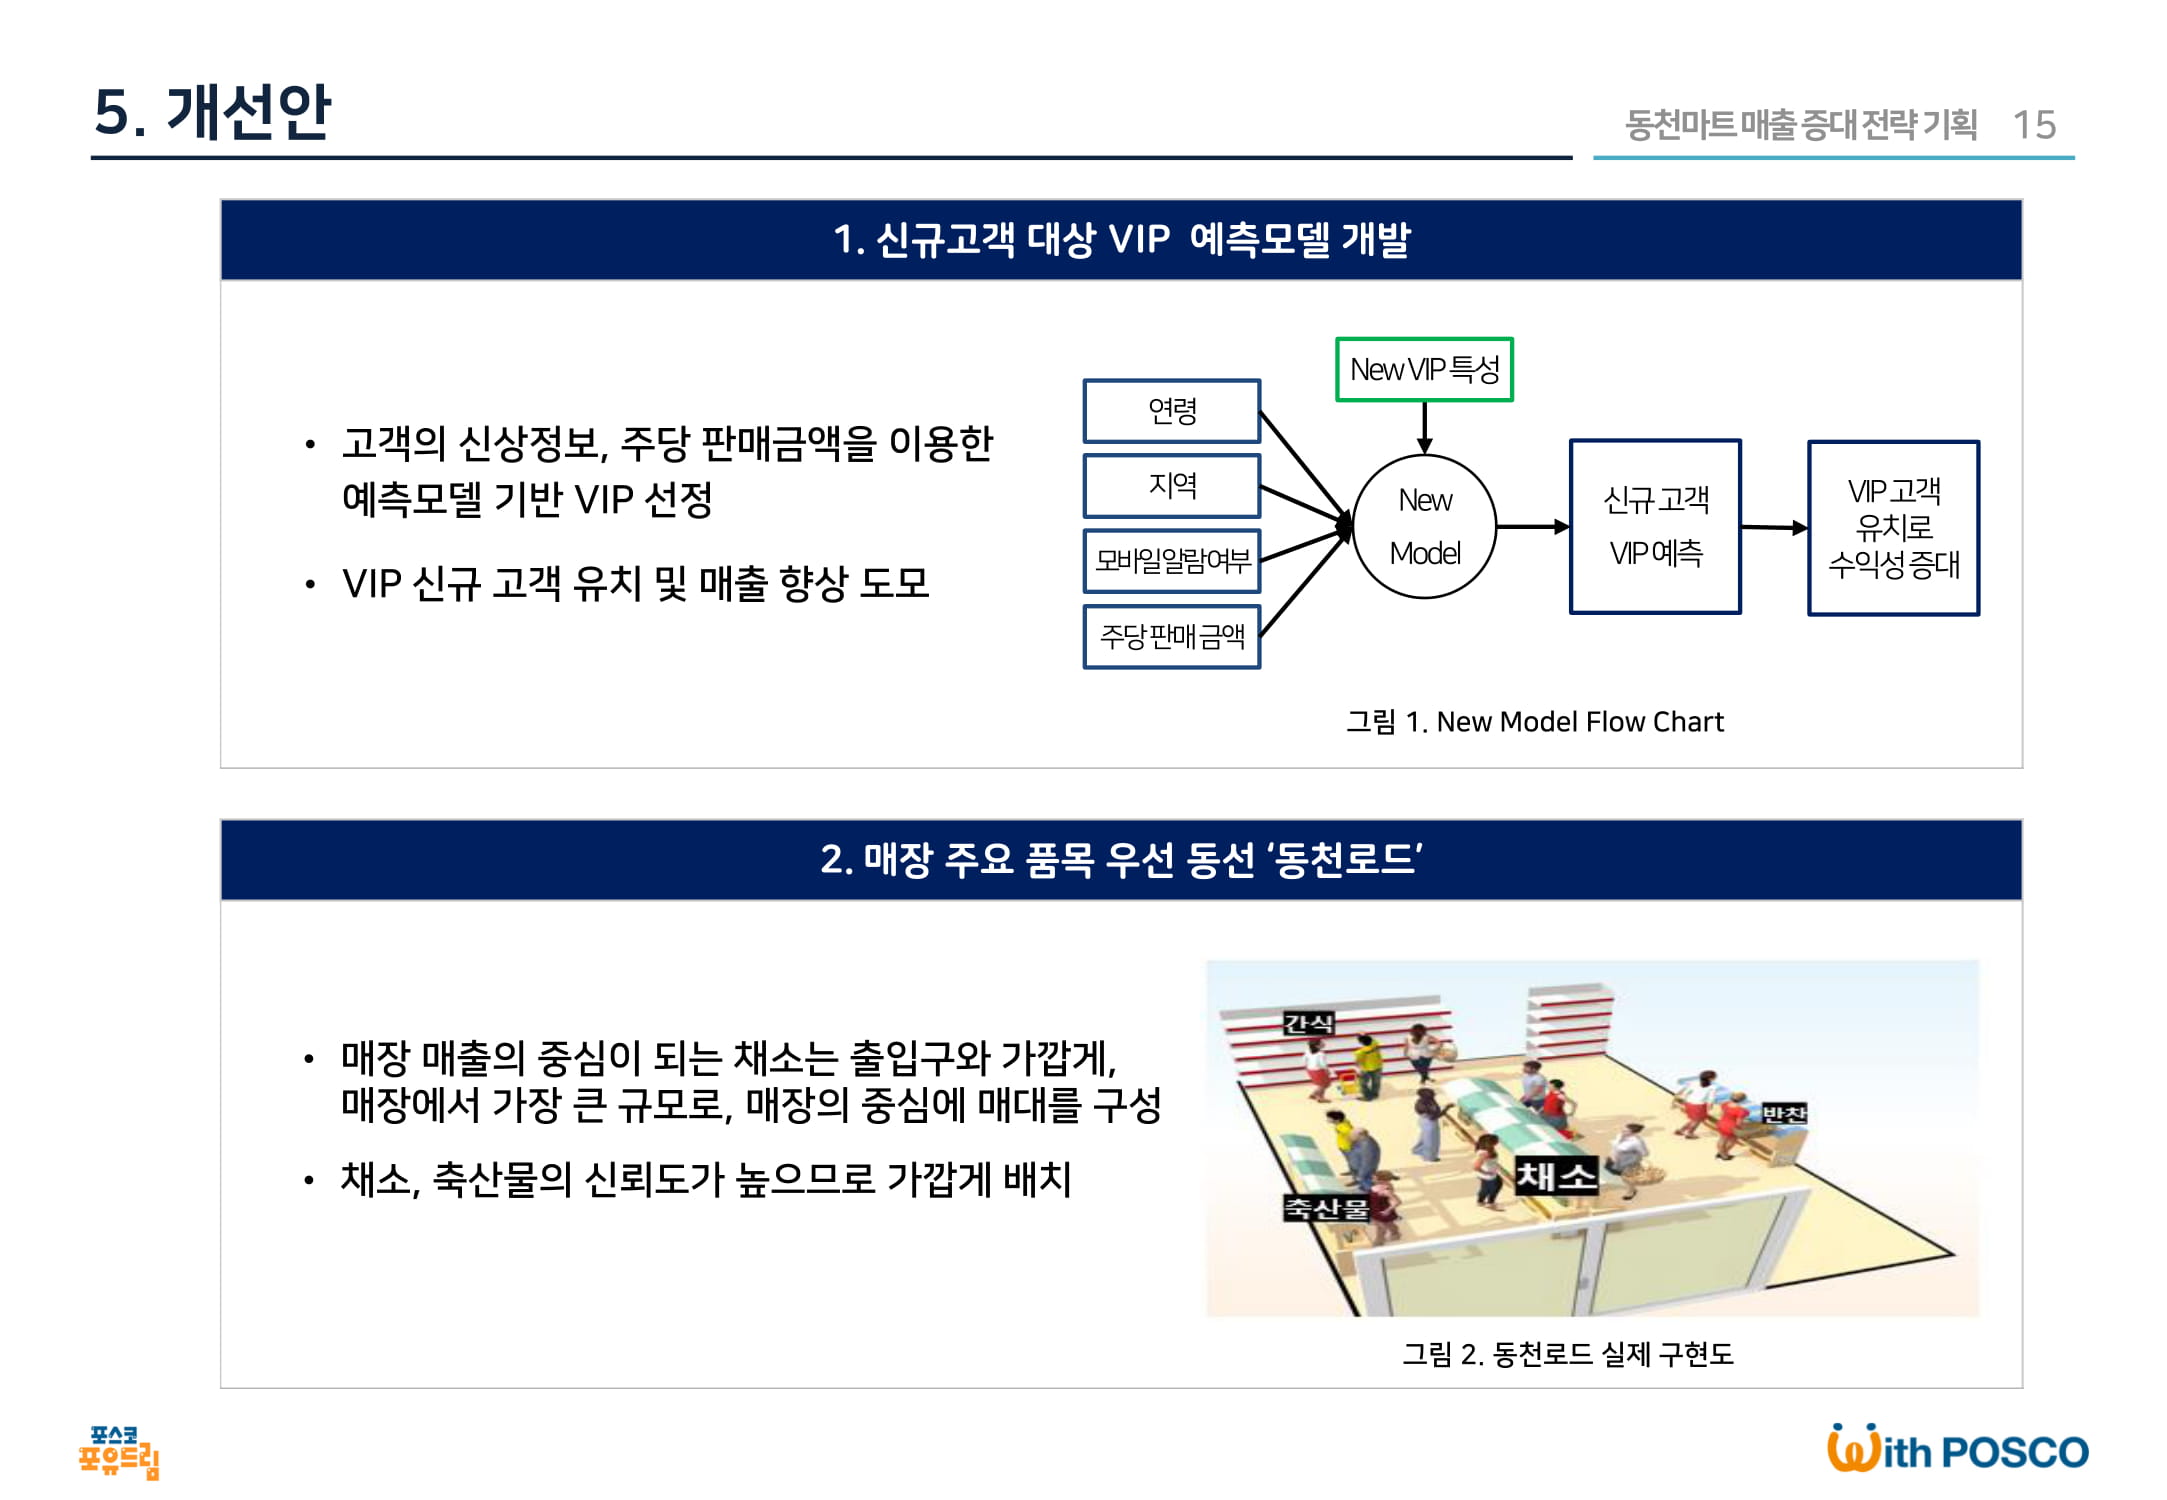 5. 개선안
동천마트 매출 증대 전략 기획 15
1. 신규고객 대상 VIP 예측모델 개발
• 고객의 신상정보, 주당 판매금액을 이용한
예측모델 기반 VIP 선정
• VIP 신규 고객 유치 및 매출 향상 도모
New VIP 특성
연령
지역
모바일알람여부
주당 판매 금액
New
Model
신규 고객
VIP 예측
VIP 고객
유치로
수익성 증대
그림 1. New Model Flow Chart
2. 매장 주요 품목 우선 동선 ‘동천로드’
• 매장 매출의 중심이 되는 채소는 출입구와 가깝게,
매장에서 가장 큰 규모로, 매장의 중심에 매대를 구성
• 채소, 축산물의 신뢰도가 높으므로 가깝게 배치
간식
반찬
채소
축산물
그림 2. 동천로드 실제 구현도
포스코
포유드림
With POSCO